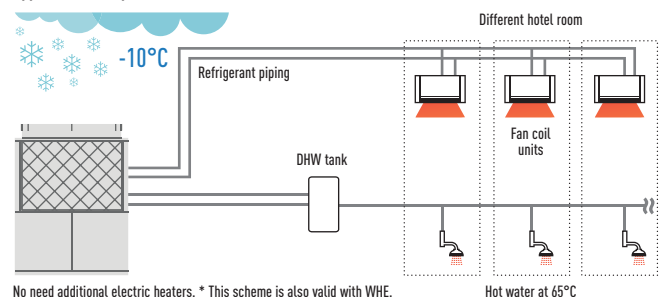 Different hotel room
-10°C
Refrigerant piping
Fan coil
units
DHW tank
No need additional electric heaters. * This scheme is also valid with WHE.
Hot water at 65°C